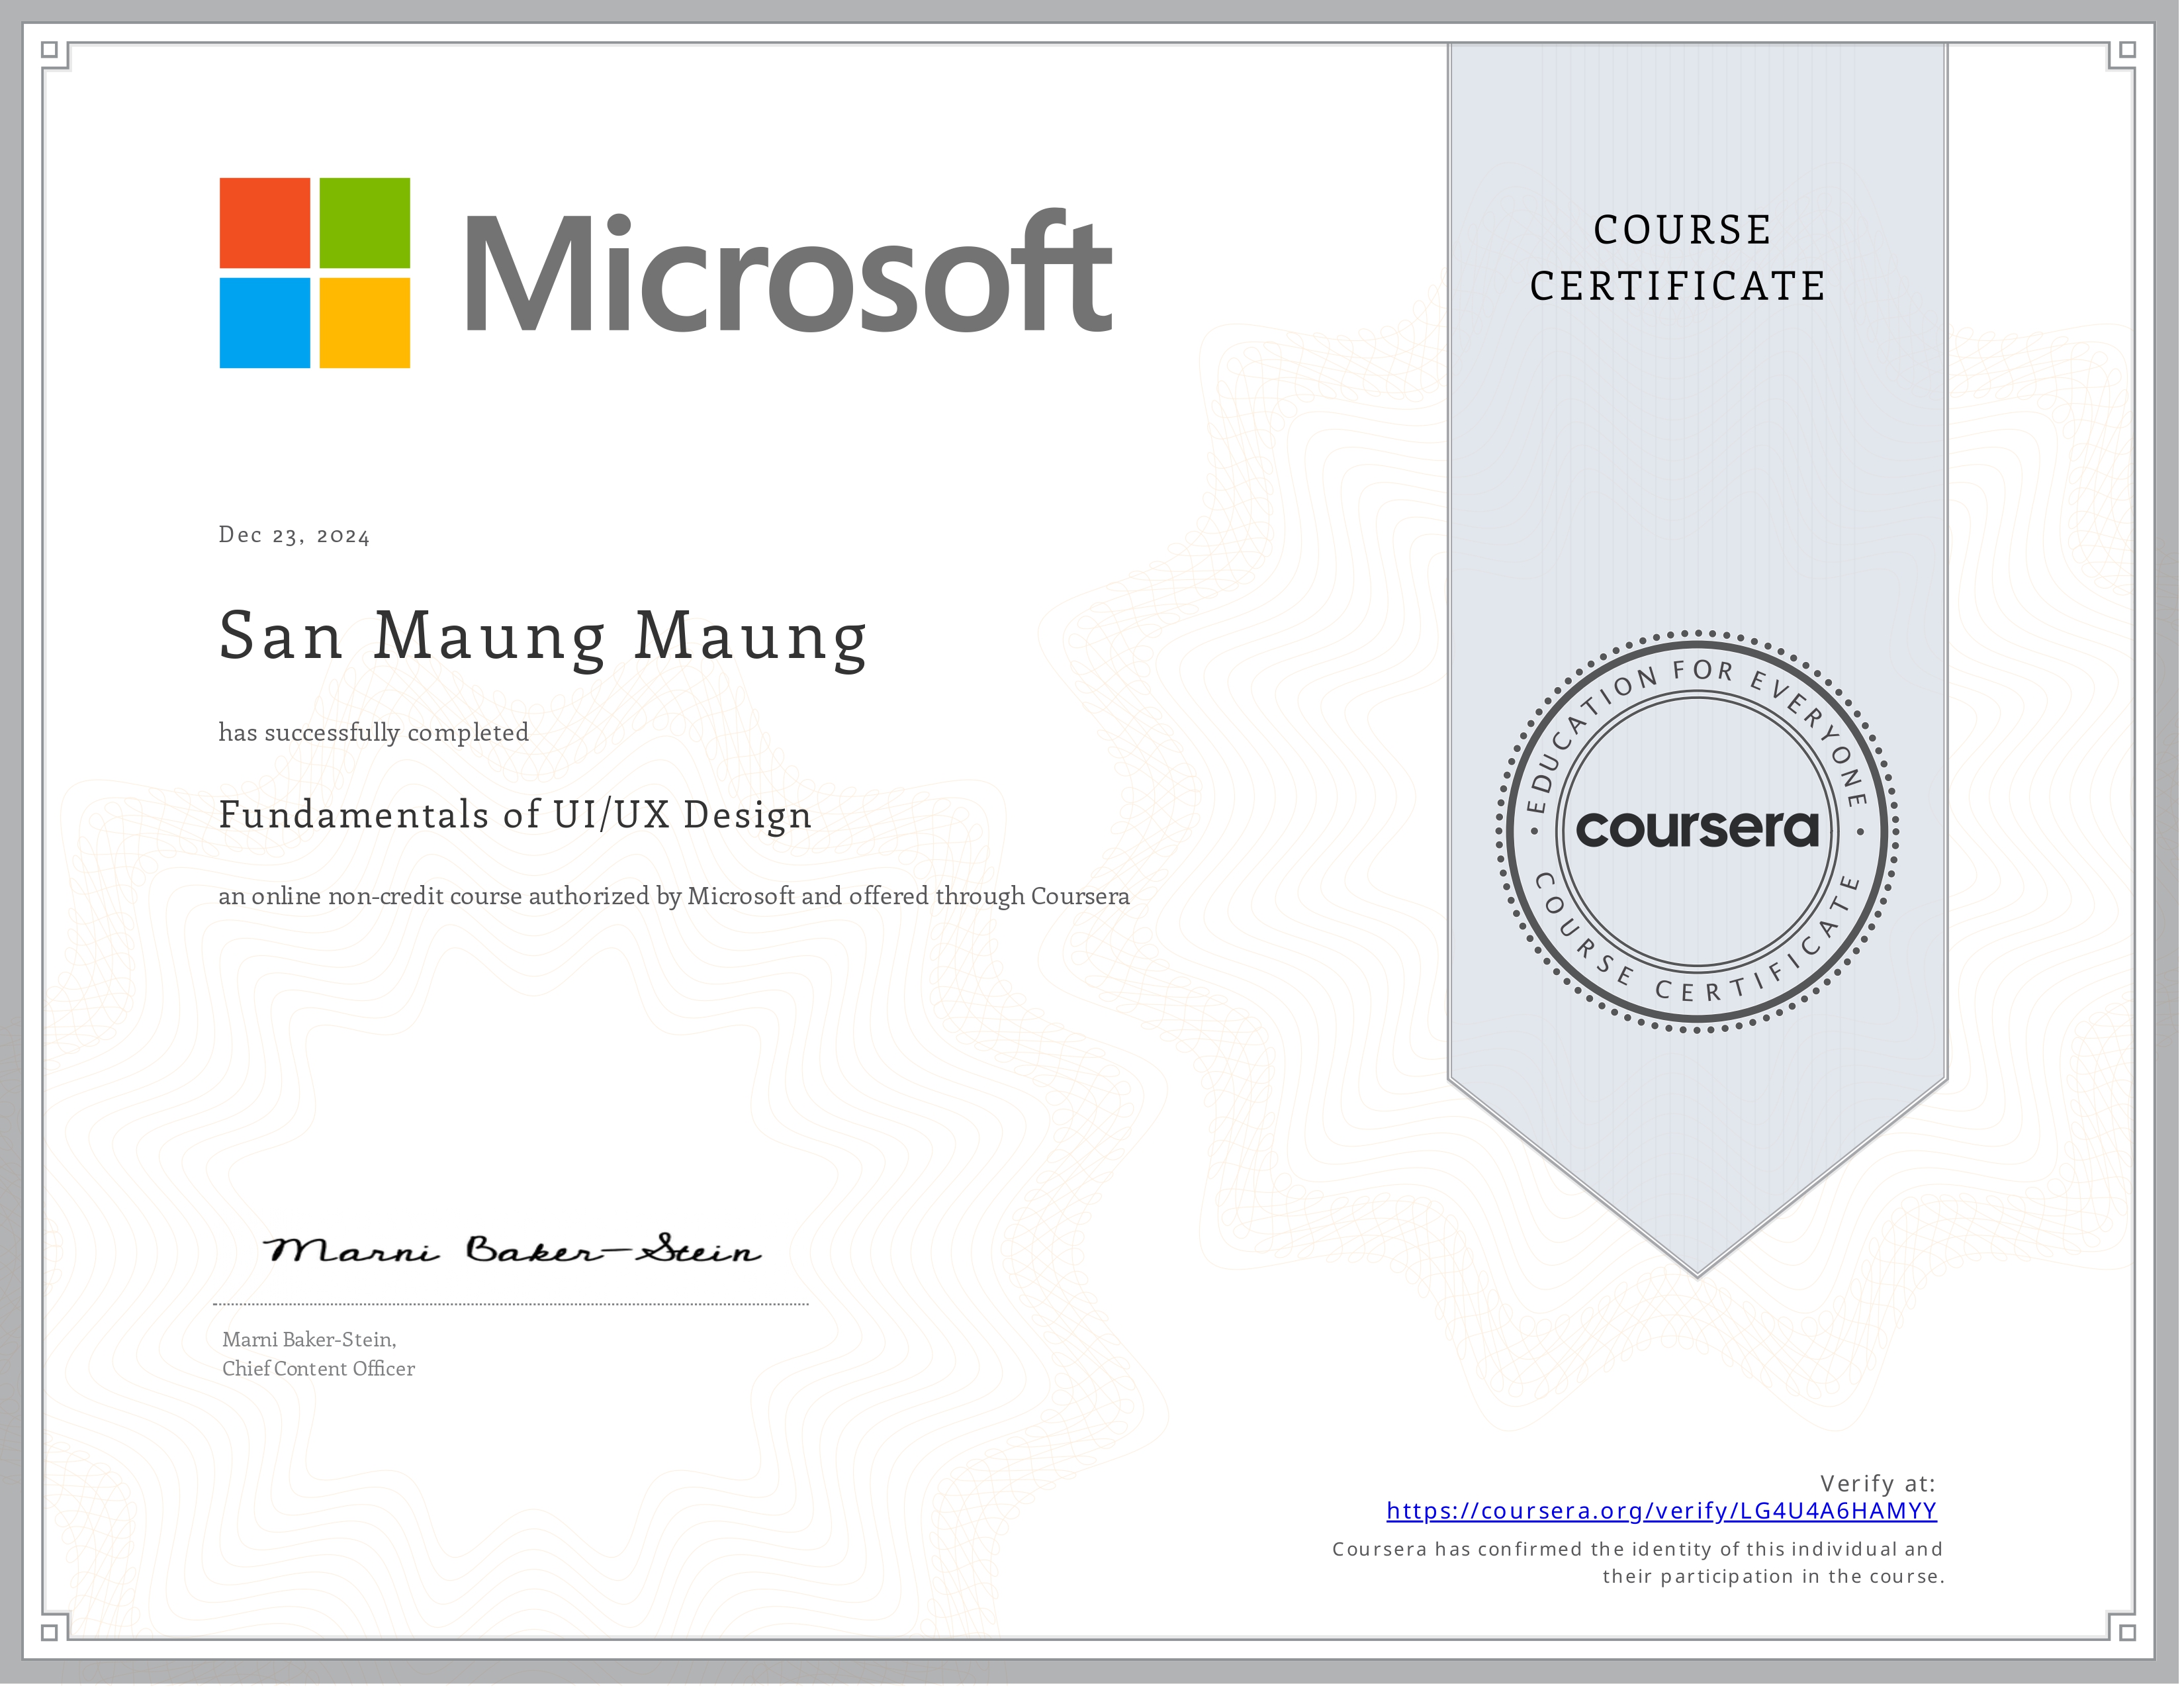 Microsoft
COURSE
CERTIFICATE
Dec 23, 2024
San Maung Maung
has successfully completed
Fundamentals of UI/UX Design
an online non-credit course authorized by Microsoft and offered through Coursera
EDUCATION FOR EVERYONE
coursera
COURSE CERTIFICATE
Marni Baker-Stein
Marni Baker-Stein,
Chief Content Officer
Verify at:
https://coursera.org/verify/LG4U4A6HAMYY
Coursera has confirmed the identity of this individual and
their participation in the course.